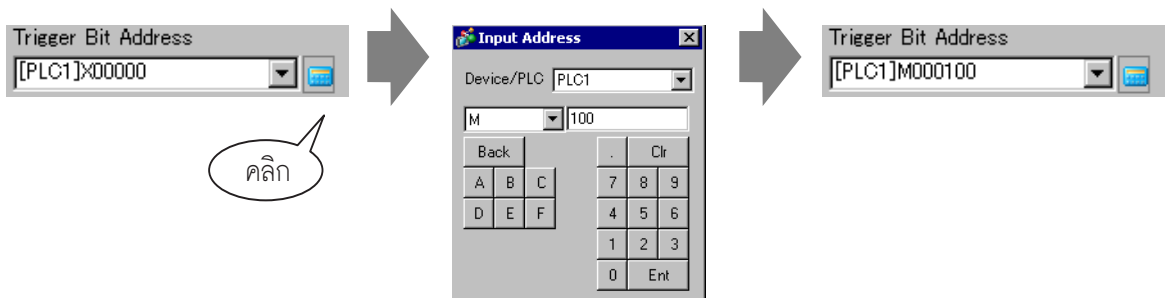 Trigger Bit Address
[PLC1]X00000
คลิก
Input Address
Device/PLC PLC1
M 100
Back . Clr
A B C 7 8 9
D E F 4 5 6
1 2 3
0 Ent
Trigger Bit Address
[PLC1]M000100